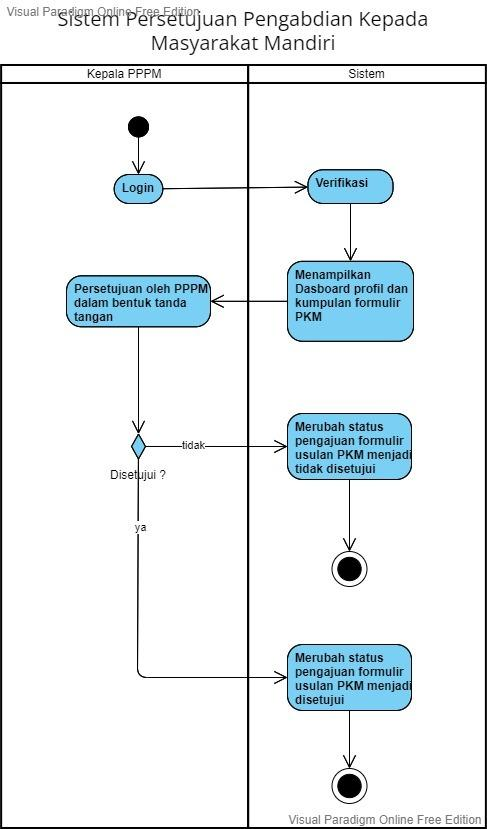 Visual Paradigm Online Free Edition
Sistem Persetujuan Pengabdian Kepada
Masyarakat Mandiri
Kepala PPPM
Sistem
Login
Verifikasi
Persetujuan oleh PPPM
dalam bentuk tanda
tangan
Menampilkan
Dasboard profil dan
kumpulan formulir
PKM
tidak
Disetujui ?
Merubah status
pengajuan formulir
usulan PKM menjadi
tidak disetujui
ya
Merubah status
pengajuan formulir
usulan PKM menjadi
disetujui
Visual Paradigm Online Free Edition